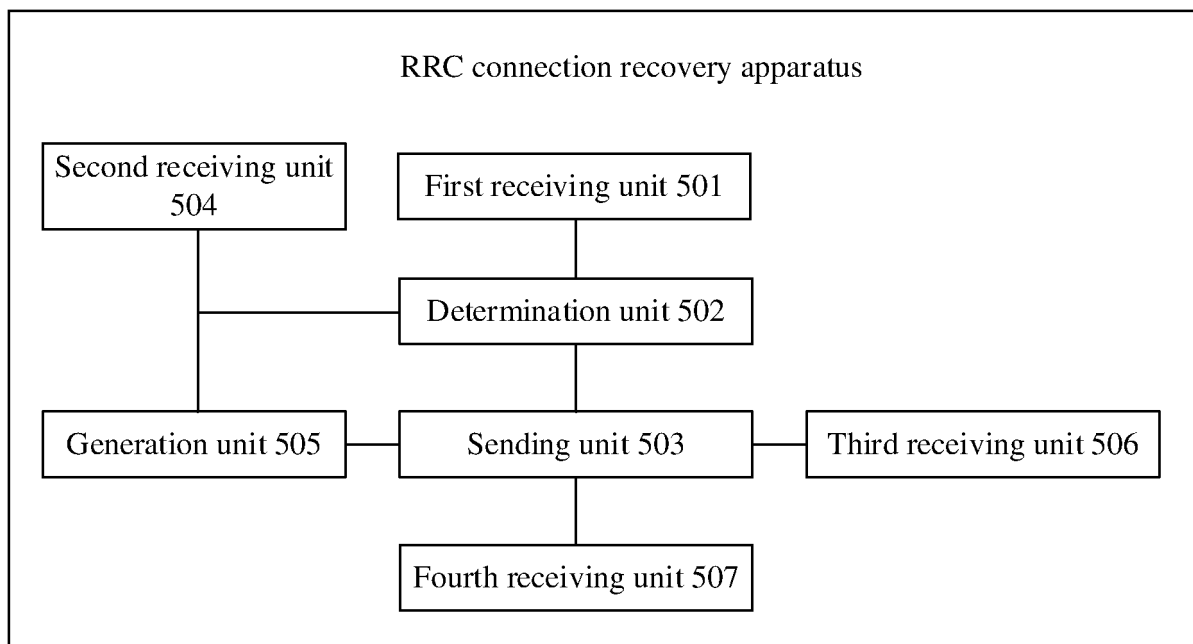 RRC connection recovery apparatus
Second receiving unit
504
First receiving unit 501
Determination unit 502
Generation unit 505
Sending unit 503
Third receiving unit 506
Fourth receiving unit 507